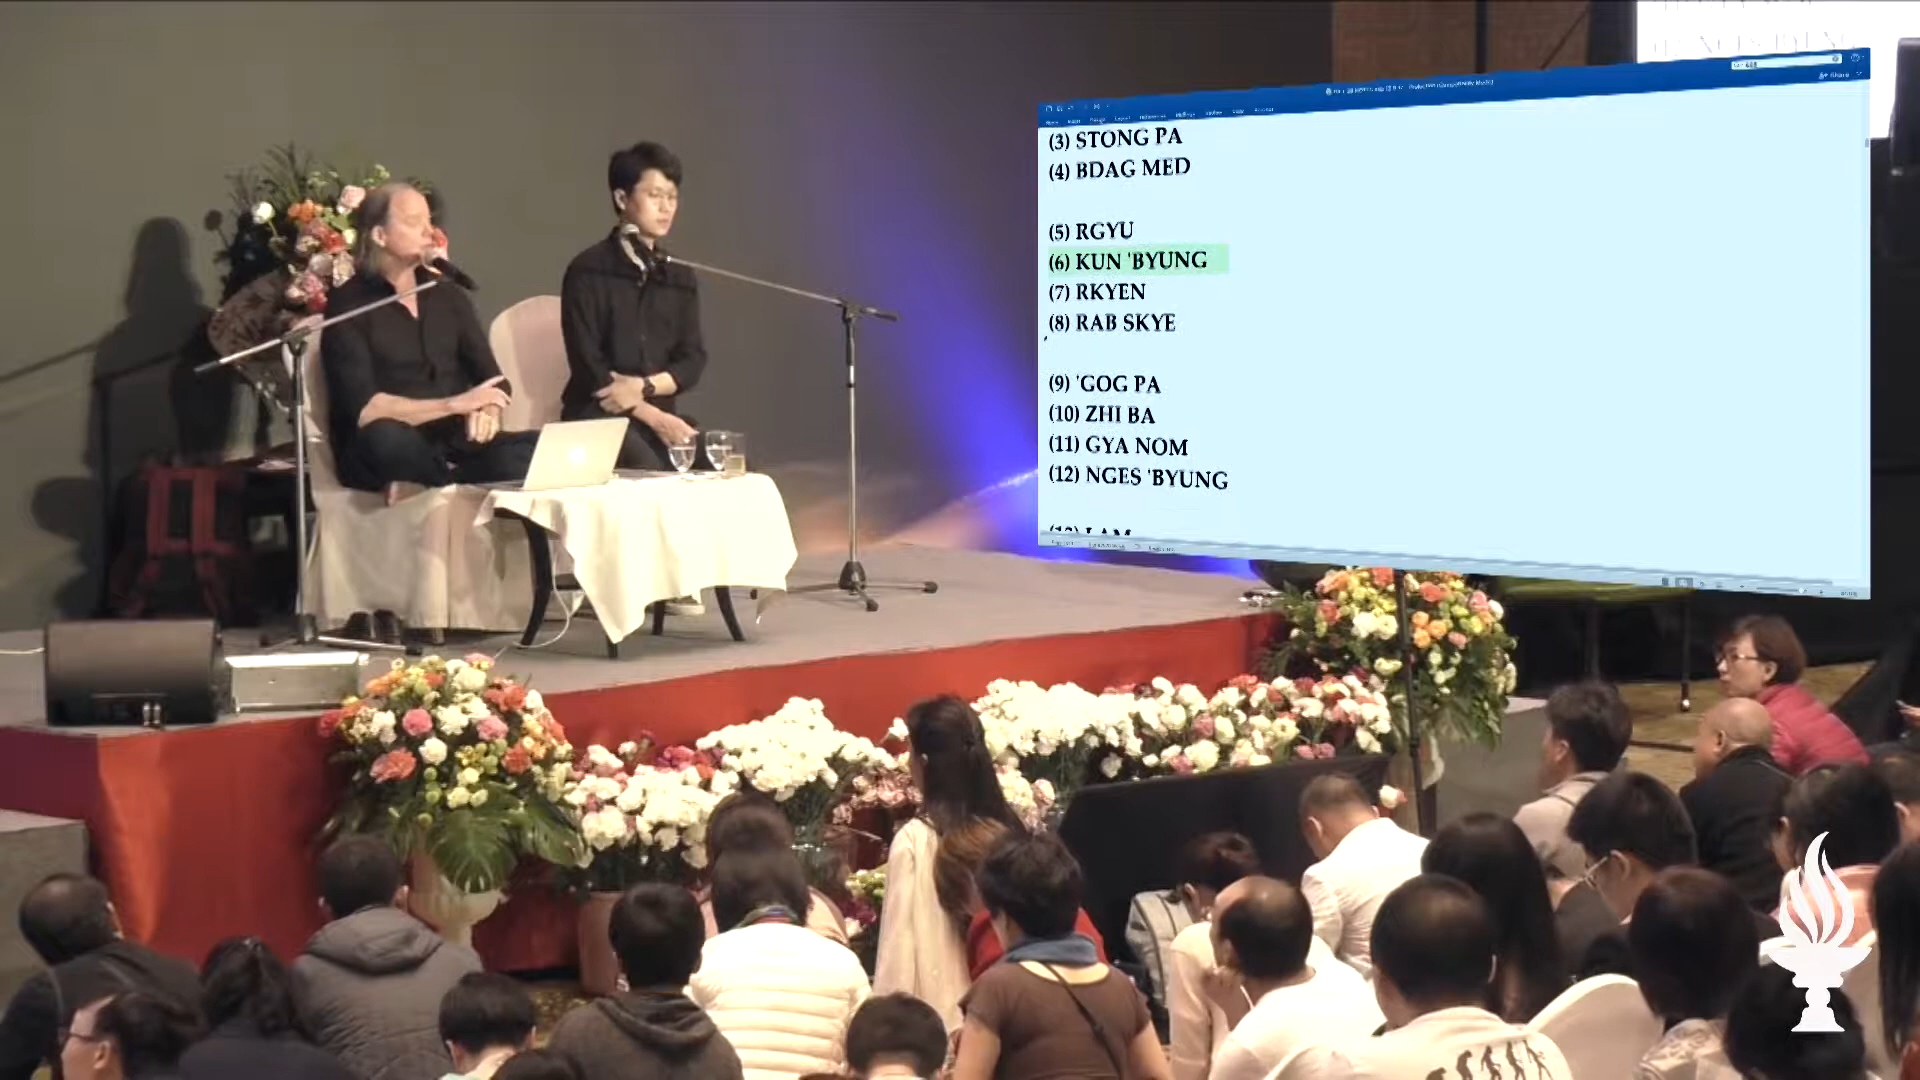 Share
(3) STONG PA
(4) BDAG MED
(5) RGYU
(6) KUN 'BYUNG
(7) RKYEN
(8) RAB SKYE
(9) 'GOG PA
(10) ZHI BA
(11) GYA NOM
(12) NGES 'BYUNG